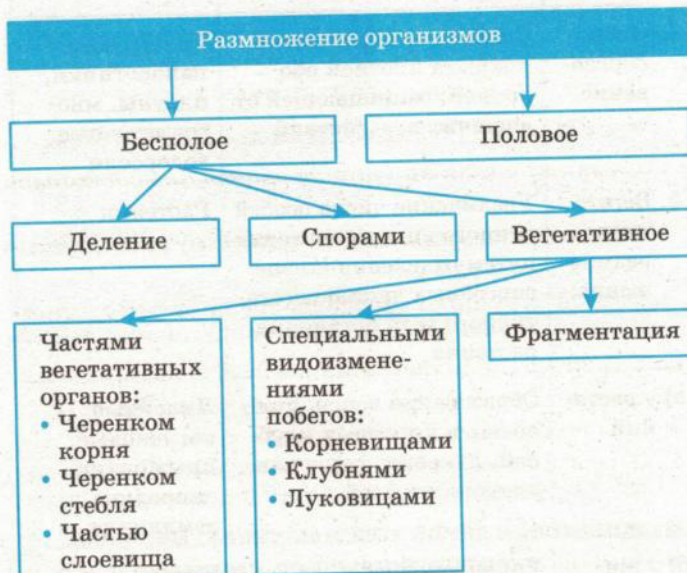 Размножение организмов
Бесполое
Половое
Деление
Спорами
Вегетативное
Частями
вегетативных
органов:
• Черенком
корня
• Черенком
стебля
• Частью
слоевища
Специальными
видоизмене-
ниями
побегов:
• Корневищами
• Клубнями
• Луковицами
Фрагментация